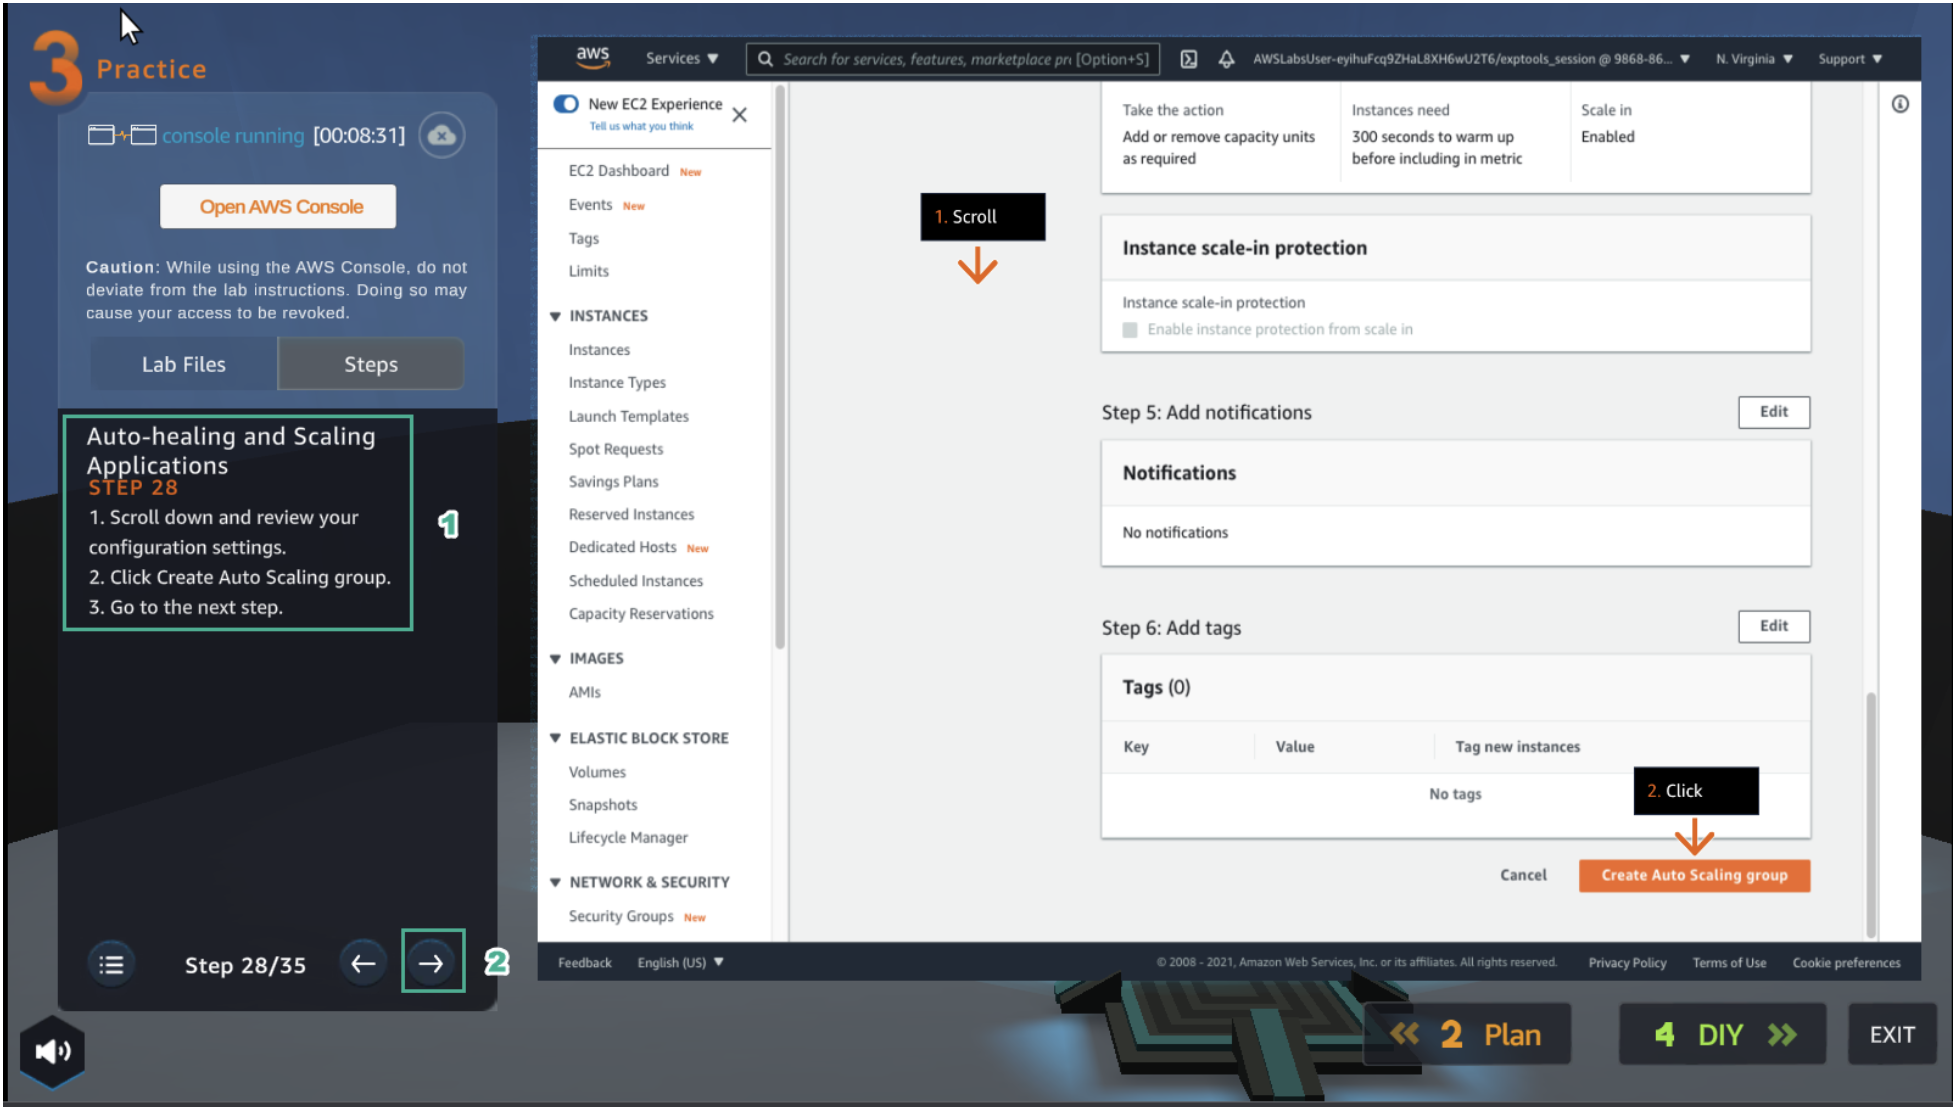 3 Practice
console running [00:08:31]
Open AWS Console
Caution: While using the AWS Console, do not
deviate from the lab instructions. Doing so may
cause your access to be revoked.
Lab Files
Steps
Auto-healing and Scaling
Applications
STEP 28
1. Scroll down and review your
configuration settings.
2. Click Create Auto Scaling group.
3. Go to the next step.
1
Step 28/35
2
aws
Services
Search for services, features, marketplace pr [Option+S]
AWSLabsUser-eyihuFcq9ZHaL8XH6wU2T6/exptools_session @ 9868-86...
N. Virginia
Support
New EC2 Experience
Tell us what you think
EC2 Dashboard New
Events New
Tags
Limits
INSTANCES
Instances
Instance Types
Launch Templates
Spot Requests
Savings Plans
Reserved Instances
Dedicated Hosts New
Scheduled Instances
Capacity Reservations
IMAGES
AMIs
ELASTIC BLOCK STORE
Volumes
Snapshots
Lifecycle Manager
NETWORK & SECURITY
Security Groups New
1. Scroll
Take the action
Add or remove capacity units
as required
Instances need
300 seconds to warm up
before including in metric
Scale in
Enabled
Instance scale-in protection
Instance scale-in protection
Enable instance protection from scale in
Step 5: Add notifications
Edit
Notifications
No notifications
Step 6: Add tags
Edit
Tags (0)
Key
Value
Tag new instances
No tags
2. Click
Cancel
Create Auto Scaling group
Feedback
English (US)
© 2008 - 2021, Amazon Web Services, Inc. or its affiliates. All rights reserved.
Privacy Policy
Terms of Use
Cookie preferences
2 Plan
4 DIY
EXIT